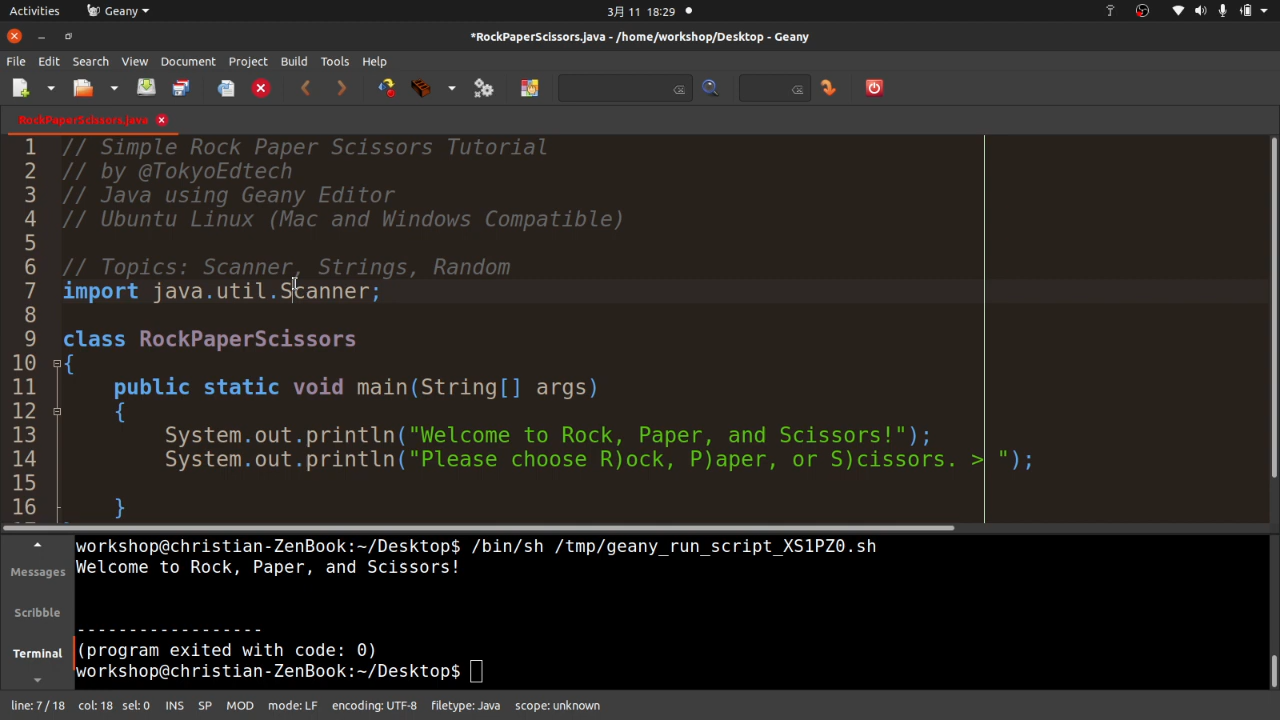 Activities Geany 3月 11 18:29
*RockPaperScissors.java - /home/workshop/Desktop - Geany
File Edit Search View Document Project Build Tools Help
RockPaperScissors.java
1 // Simple Rock Paper Scissors Tutorial
2 // by @TokyoEdtech
3 // Java using Geany Editor
4 // Ubuntu Linux (Mac and Windows Compatible)
5
6 // Topics: Scanner, Strings, Random
7 import java.util.Scanner;
8
9 class RockPaperScissors
10 {
11 public static void main(String[] args)
12 {
13 System.out.println("Welcome to Rock, Paper, and Scissors!");
14 System.out.println("Please choose R)ock, P)aper, or S)cissors. > ");
15
16 }
workshop@christian-ZenBook:~/Desktop$ /bin/sh /tmp/geany_run_script_XS1PZ0.sh
Messages
Welcome to Rock, Paper, and Scissors!
Scribble
------------------
Terminal
(program exited with code: 0)
workshop@christian-ZenBook:~/Desktop$
line: 7 / 18 col: 18 sel: 0 INS SP MOD mode: LF encoding: UTF-8 filetype: Java scope: unknown